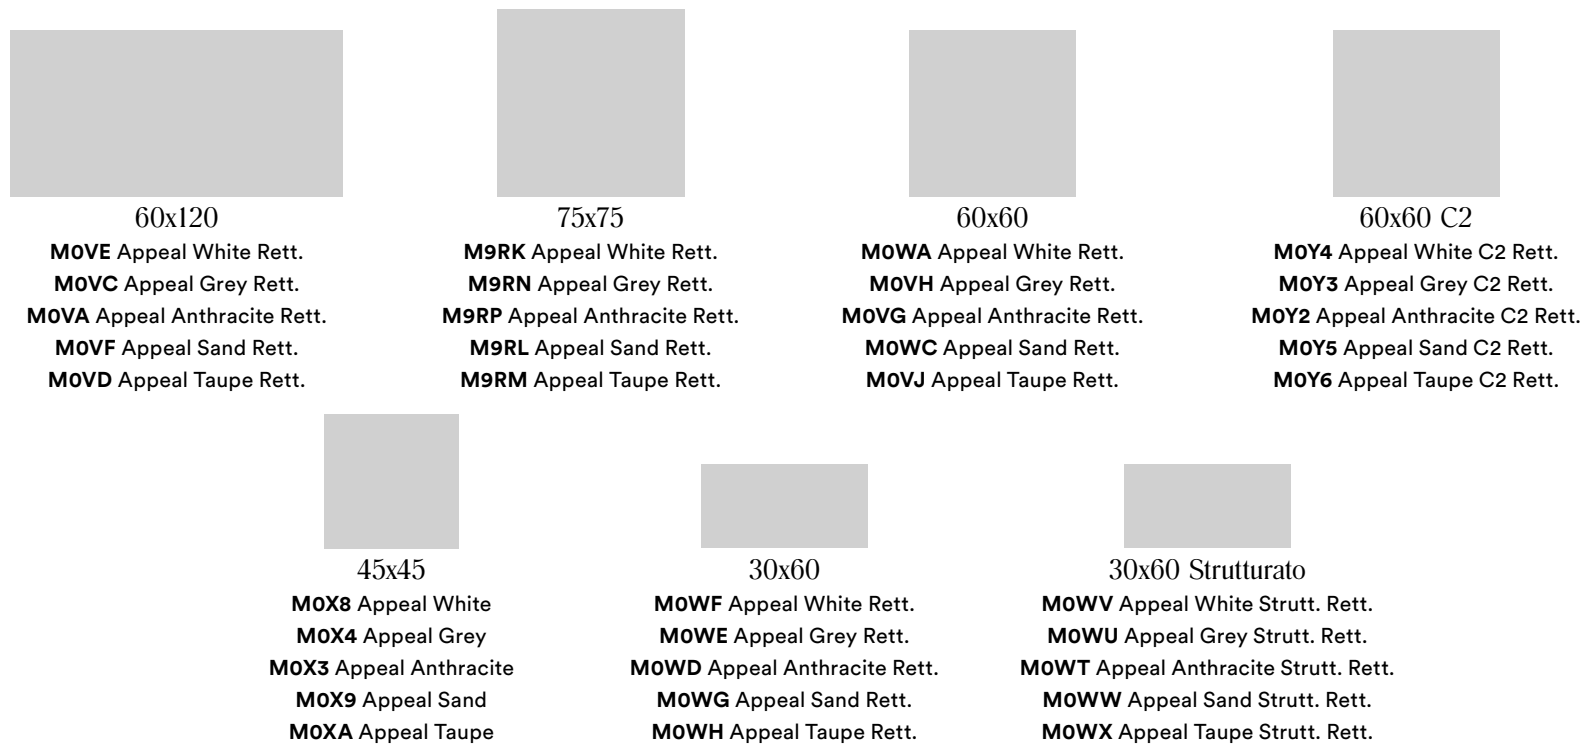 60x120
M0VE Appeal White Rett.
M0VC Appeal Grey Rett.
M0VA Appeal Anthracite Rett.
M0VF Appeal Sand Rett.
M0VD Appeal Taupe Rett.
75x75
M9RK Appeal White Rett.
M9RN Appeal Grey Rett.
M9RP Appeal Anthracite Rett.
M9RL Appeal Sand Rett.
M9RM Appeal Taupe Rett.
60x60
M0WA Appeal White Rett.
M0VH Appeal Grey Rett.
M0VG Appeal Anthracite Rett.
M0WC Appeal Sand Rett.
M0VJ Appeal Taupe Rett.
60x60 C2
M0Y4 Appeal White C2 Rett.
M0Y3 Appeal Grey C2 Rett.
M0Y2 Appeal Anthracite C2 Rett.
M0Y5 Appeal Sand C2 Rett.
M0Y6 Appeal Taupe C2 Rett.
45x45
M0X8 Appeal White
M0X4 Appeal Grey
M0X3 Appeal Anthracite
M0X9 Appeal Sand
M0XA Appeal Taupe
30x60
M0WF Appeal White Rett.
M0WE Appeal Grey Rett.
M0WD Appeal Anthracite Rett.
M0WG Appeal Sand Rett.
M0WH Appeal Taupe Rett.
30x60 Strutturato
M0WV Appeal White Strutt. Rett.
M0WU Appeal Grey Strutt. Rett.
M0WT Appeal Anthracite Strutt. Rett.
M0WW Appeal Sand Strutt. Rett.
M0WX Appeal Taupe Strutt. Rett.